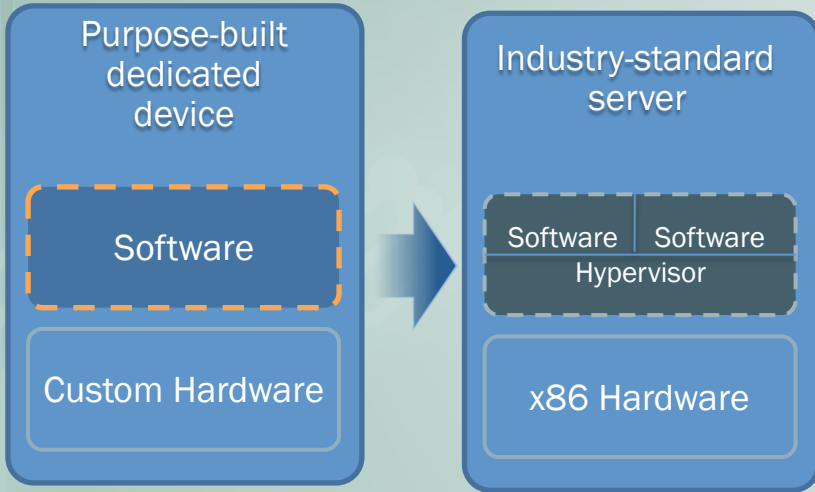 Purpose-built
dedicated
device
Software
Custom Hardware
Industry-standard
server
Software Software
Hypervisor
x86 Hardware